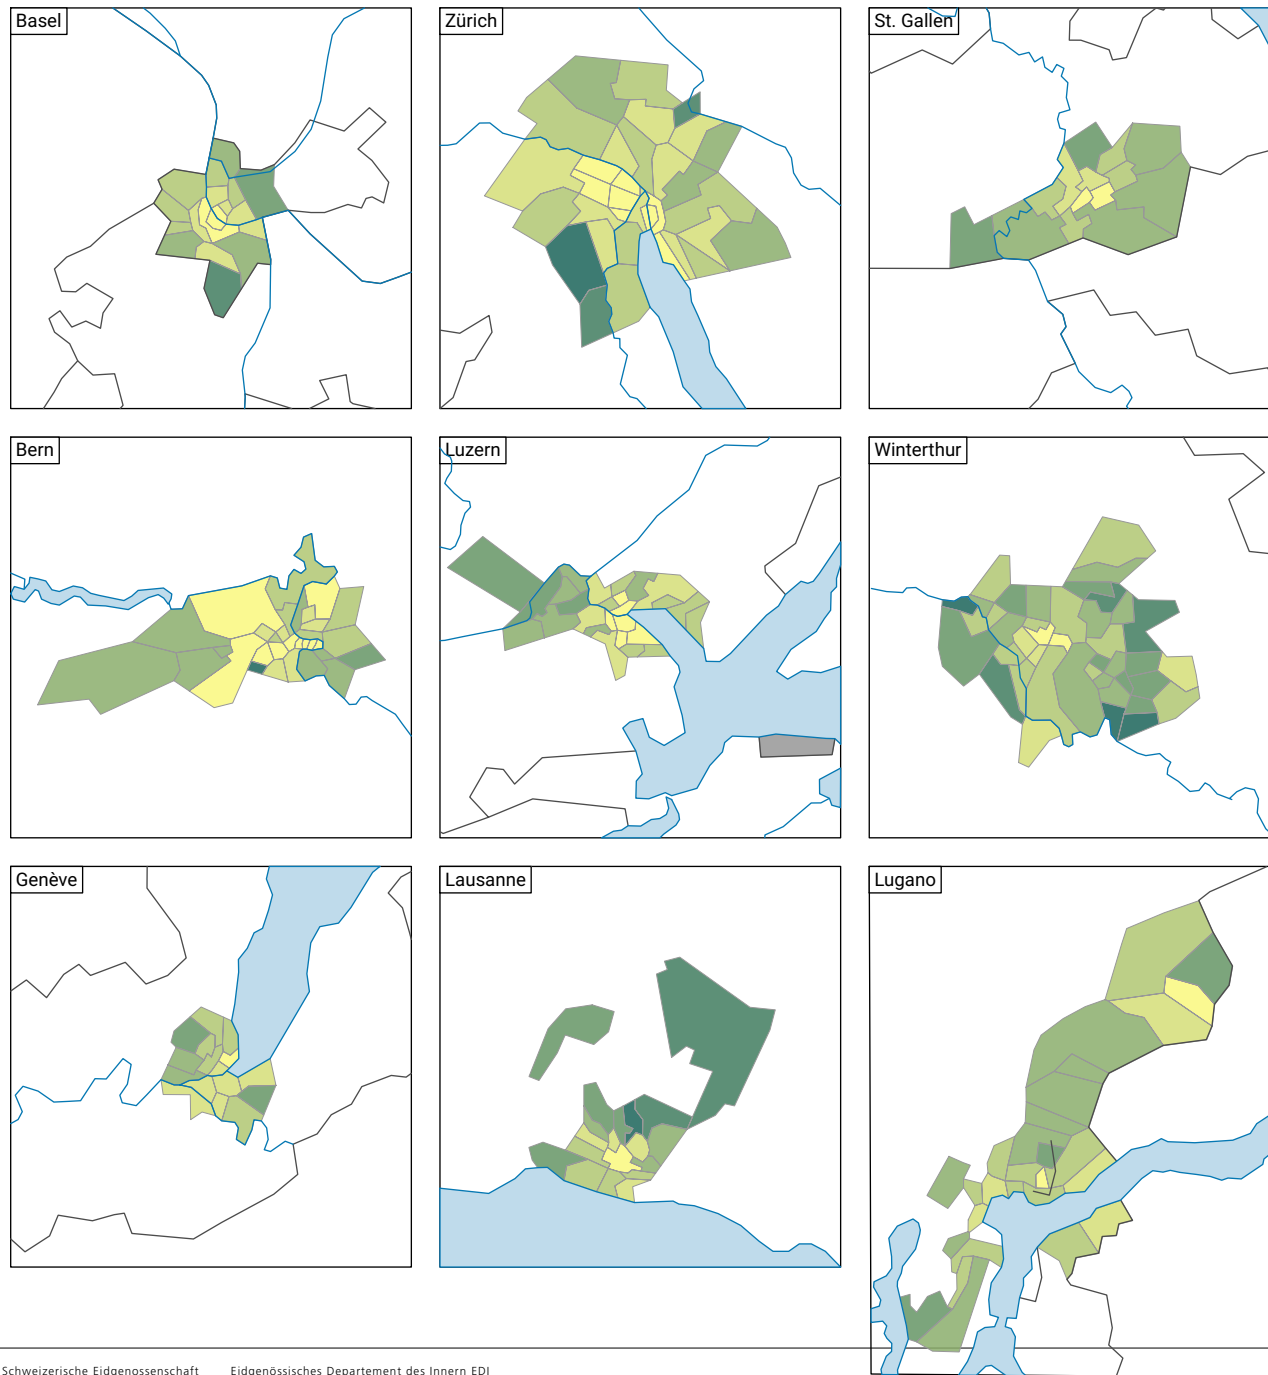 Basel
Zürich
St. Gallen
Bern
Luzern
Winterthur
Genève
Lausanne
Lugano
Schweizerische Eidgenossenschaft Eidgenössisches Departement des Innern EDI